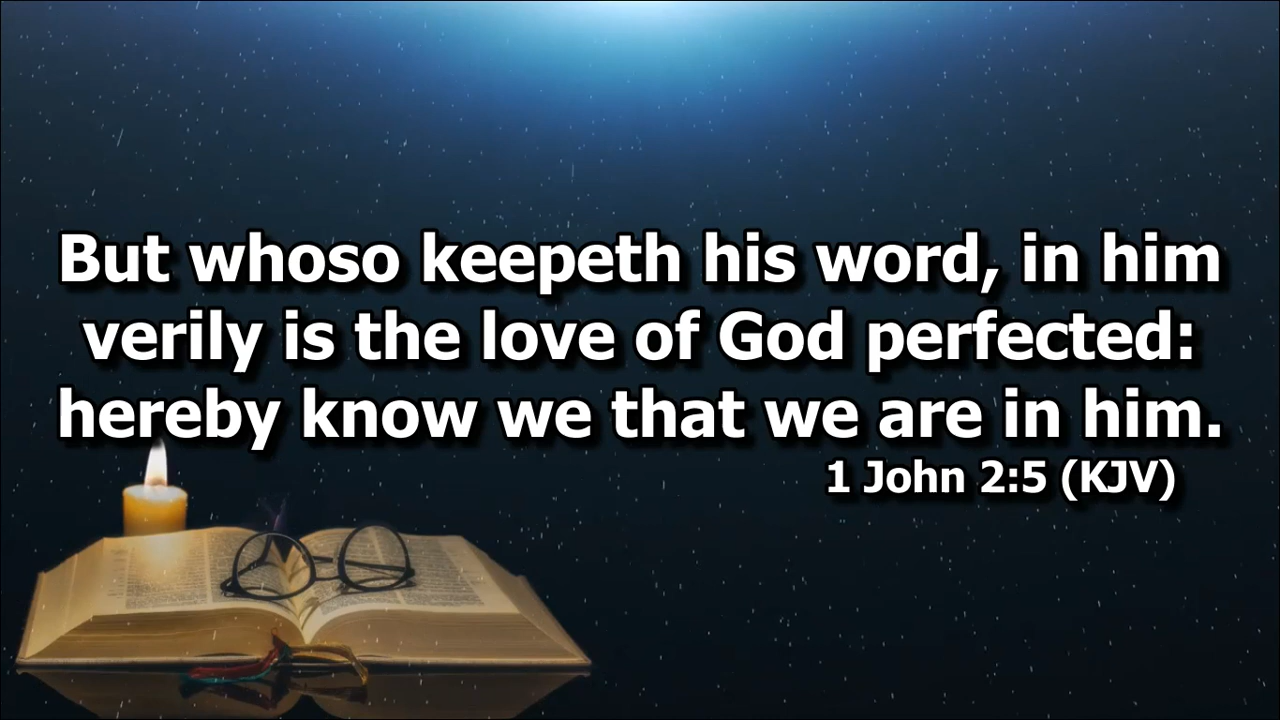 But whoso keepeth his word, in him
verily is the love of God perfected:
hereby know we that we are in him.
1 John 2:5 (KJV)